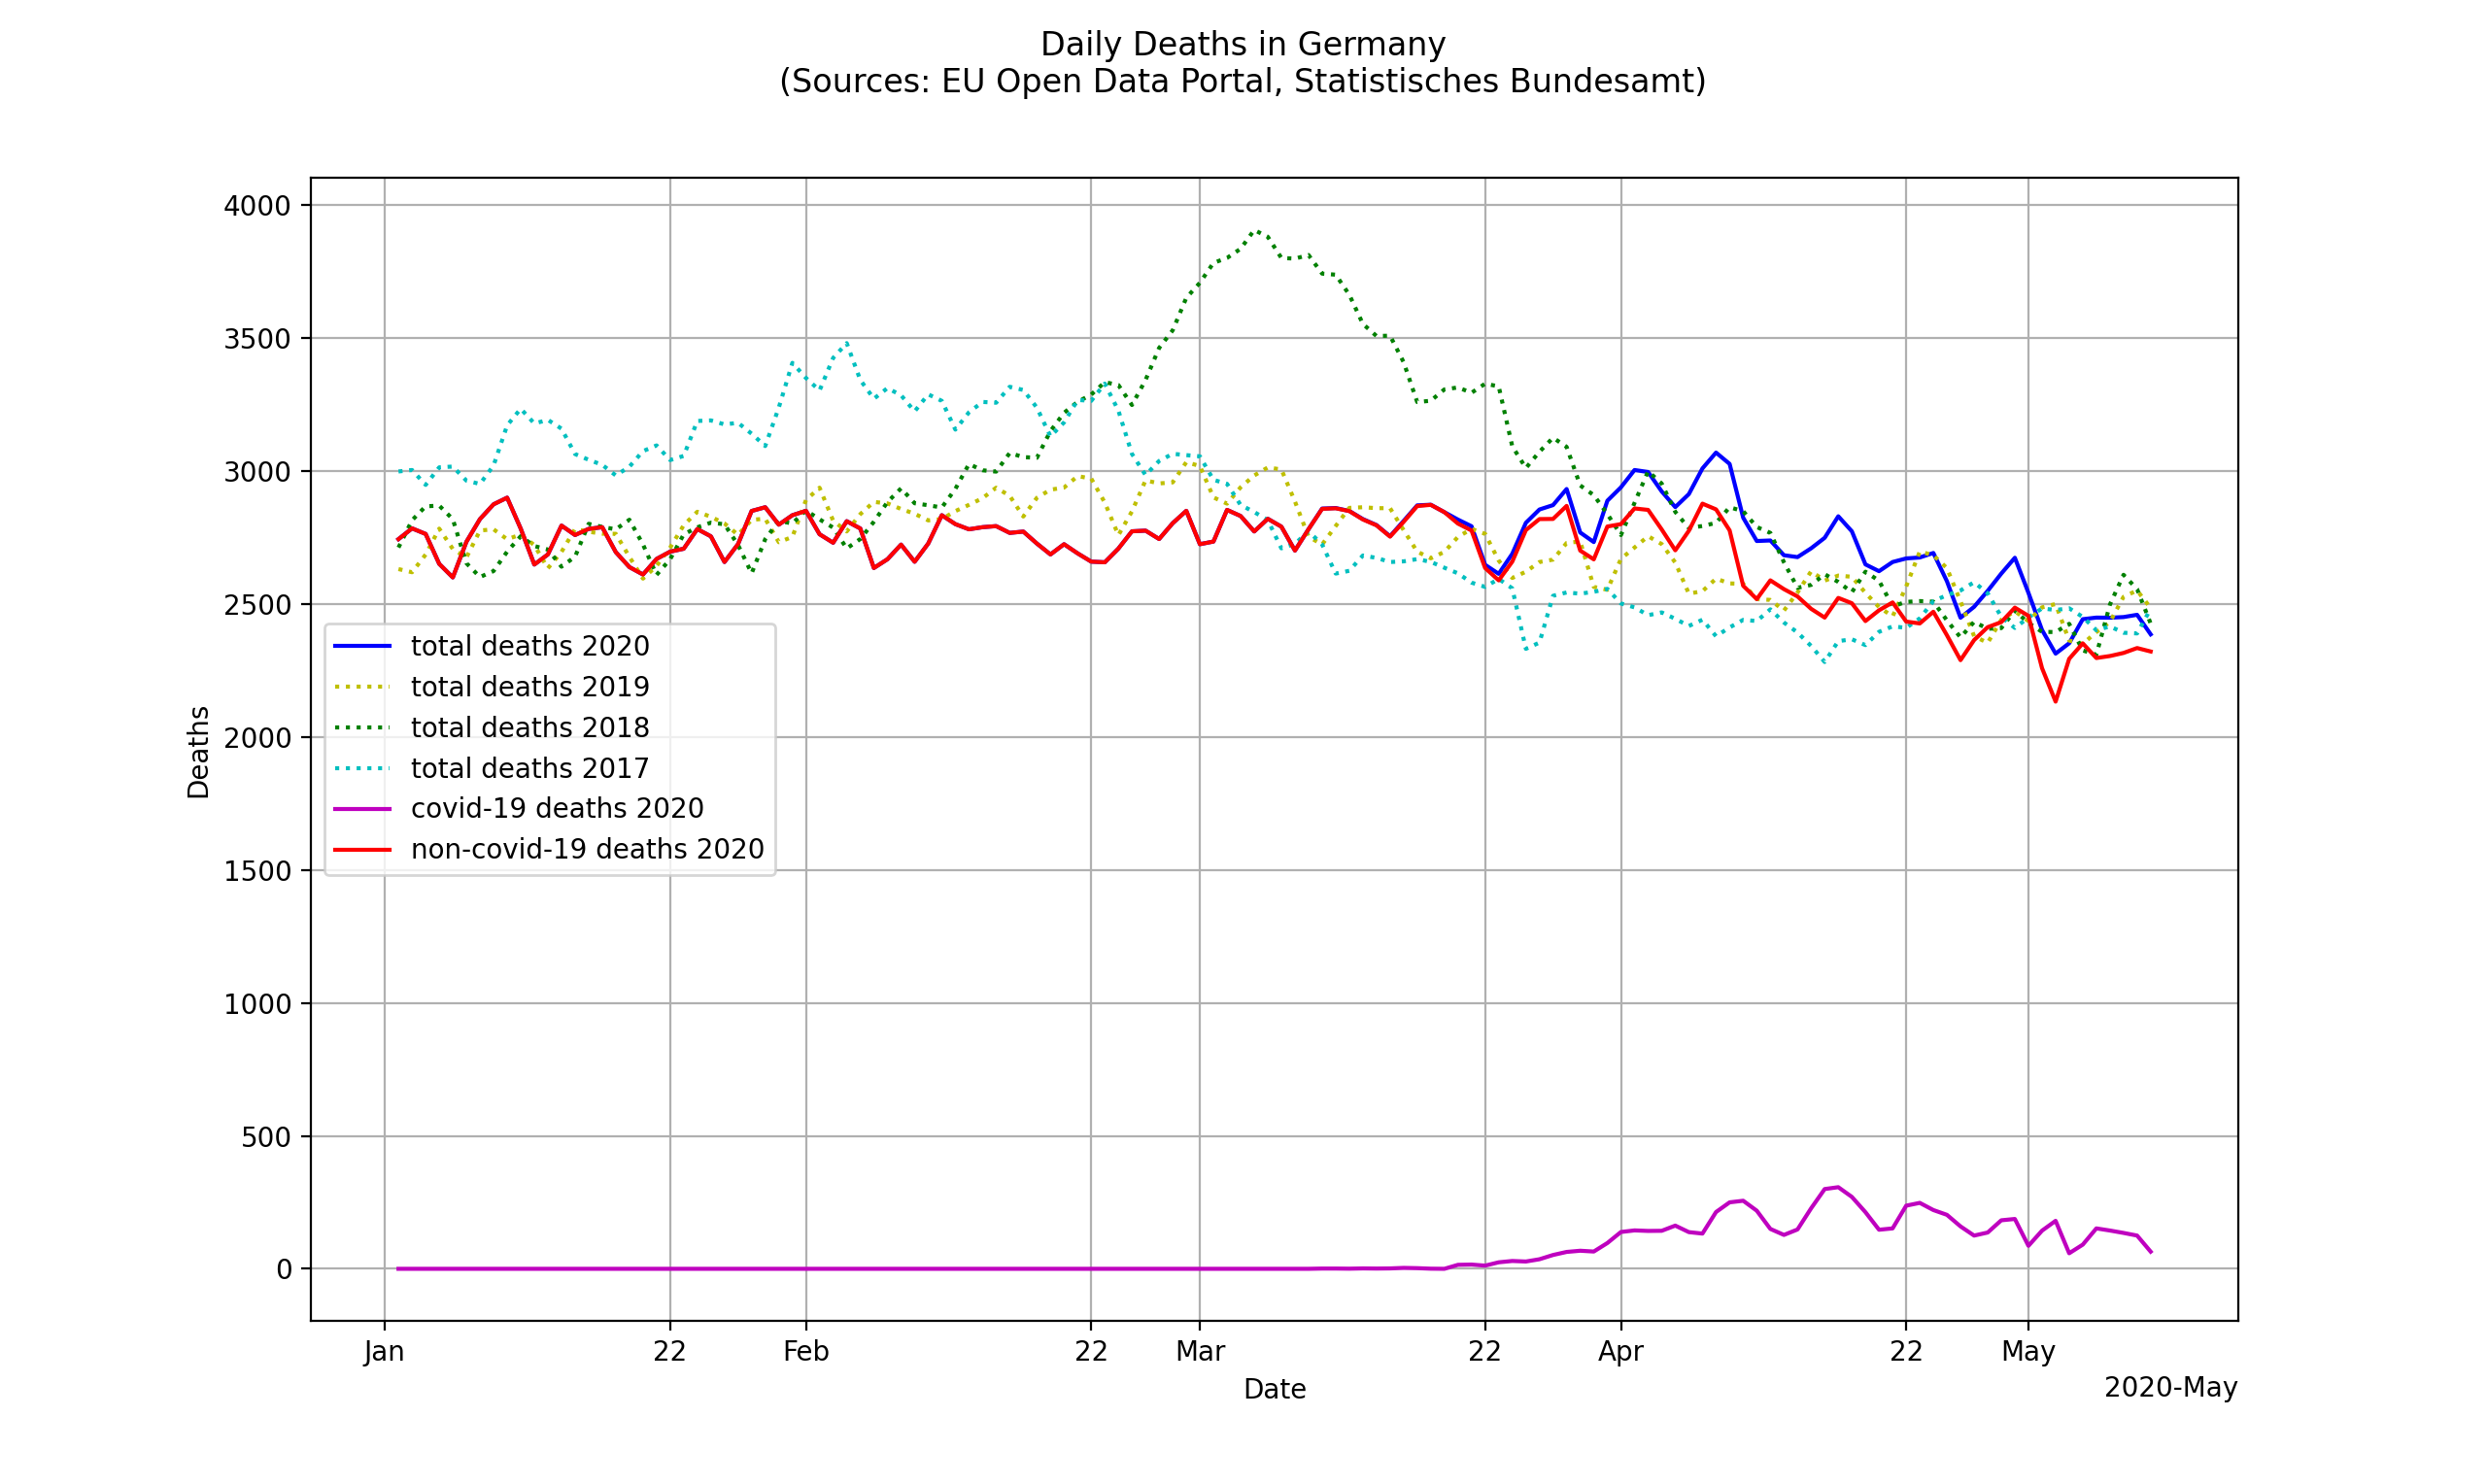 Daily Deaths in Germany
(Sources: EU Open Data Portal, Statistisches Bundesamt)
4000
3500
3000
2500
2000
1500
1000
500
0
Deaths
total deaths 2020
total deaths 2019
total deaths 2018
total deaths 2017
covid-19 deaths 2020
non-covid-19 deaths 2020
Jan 22 Feb 22 Mar 22 Apr 22 May
Date
2020-May